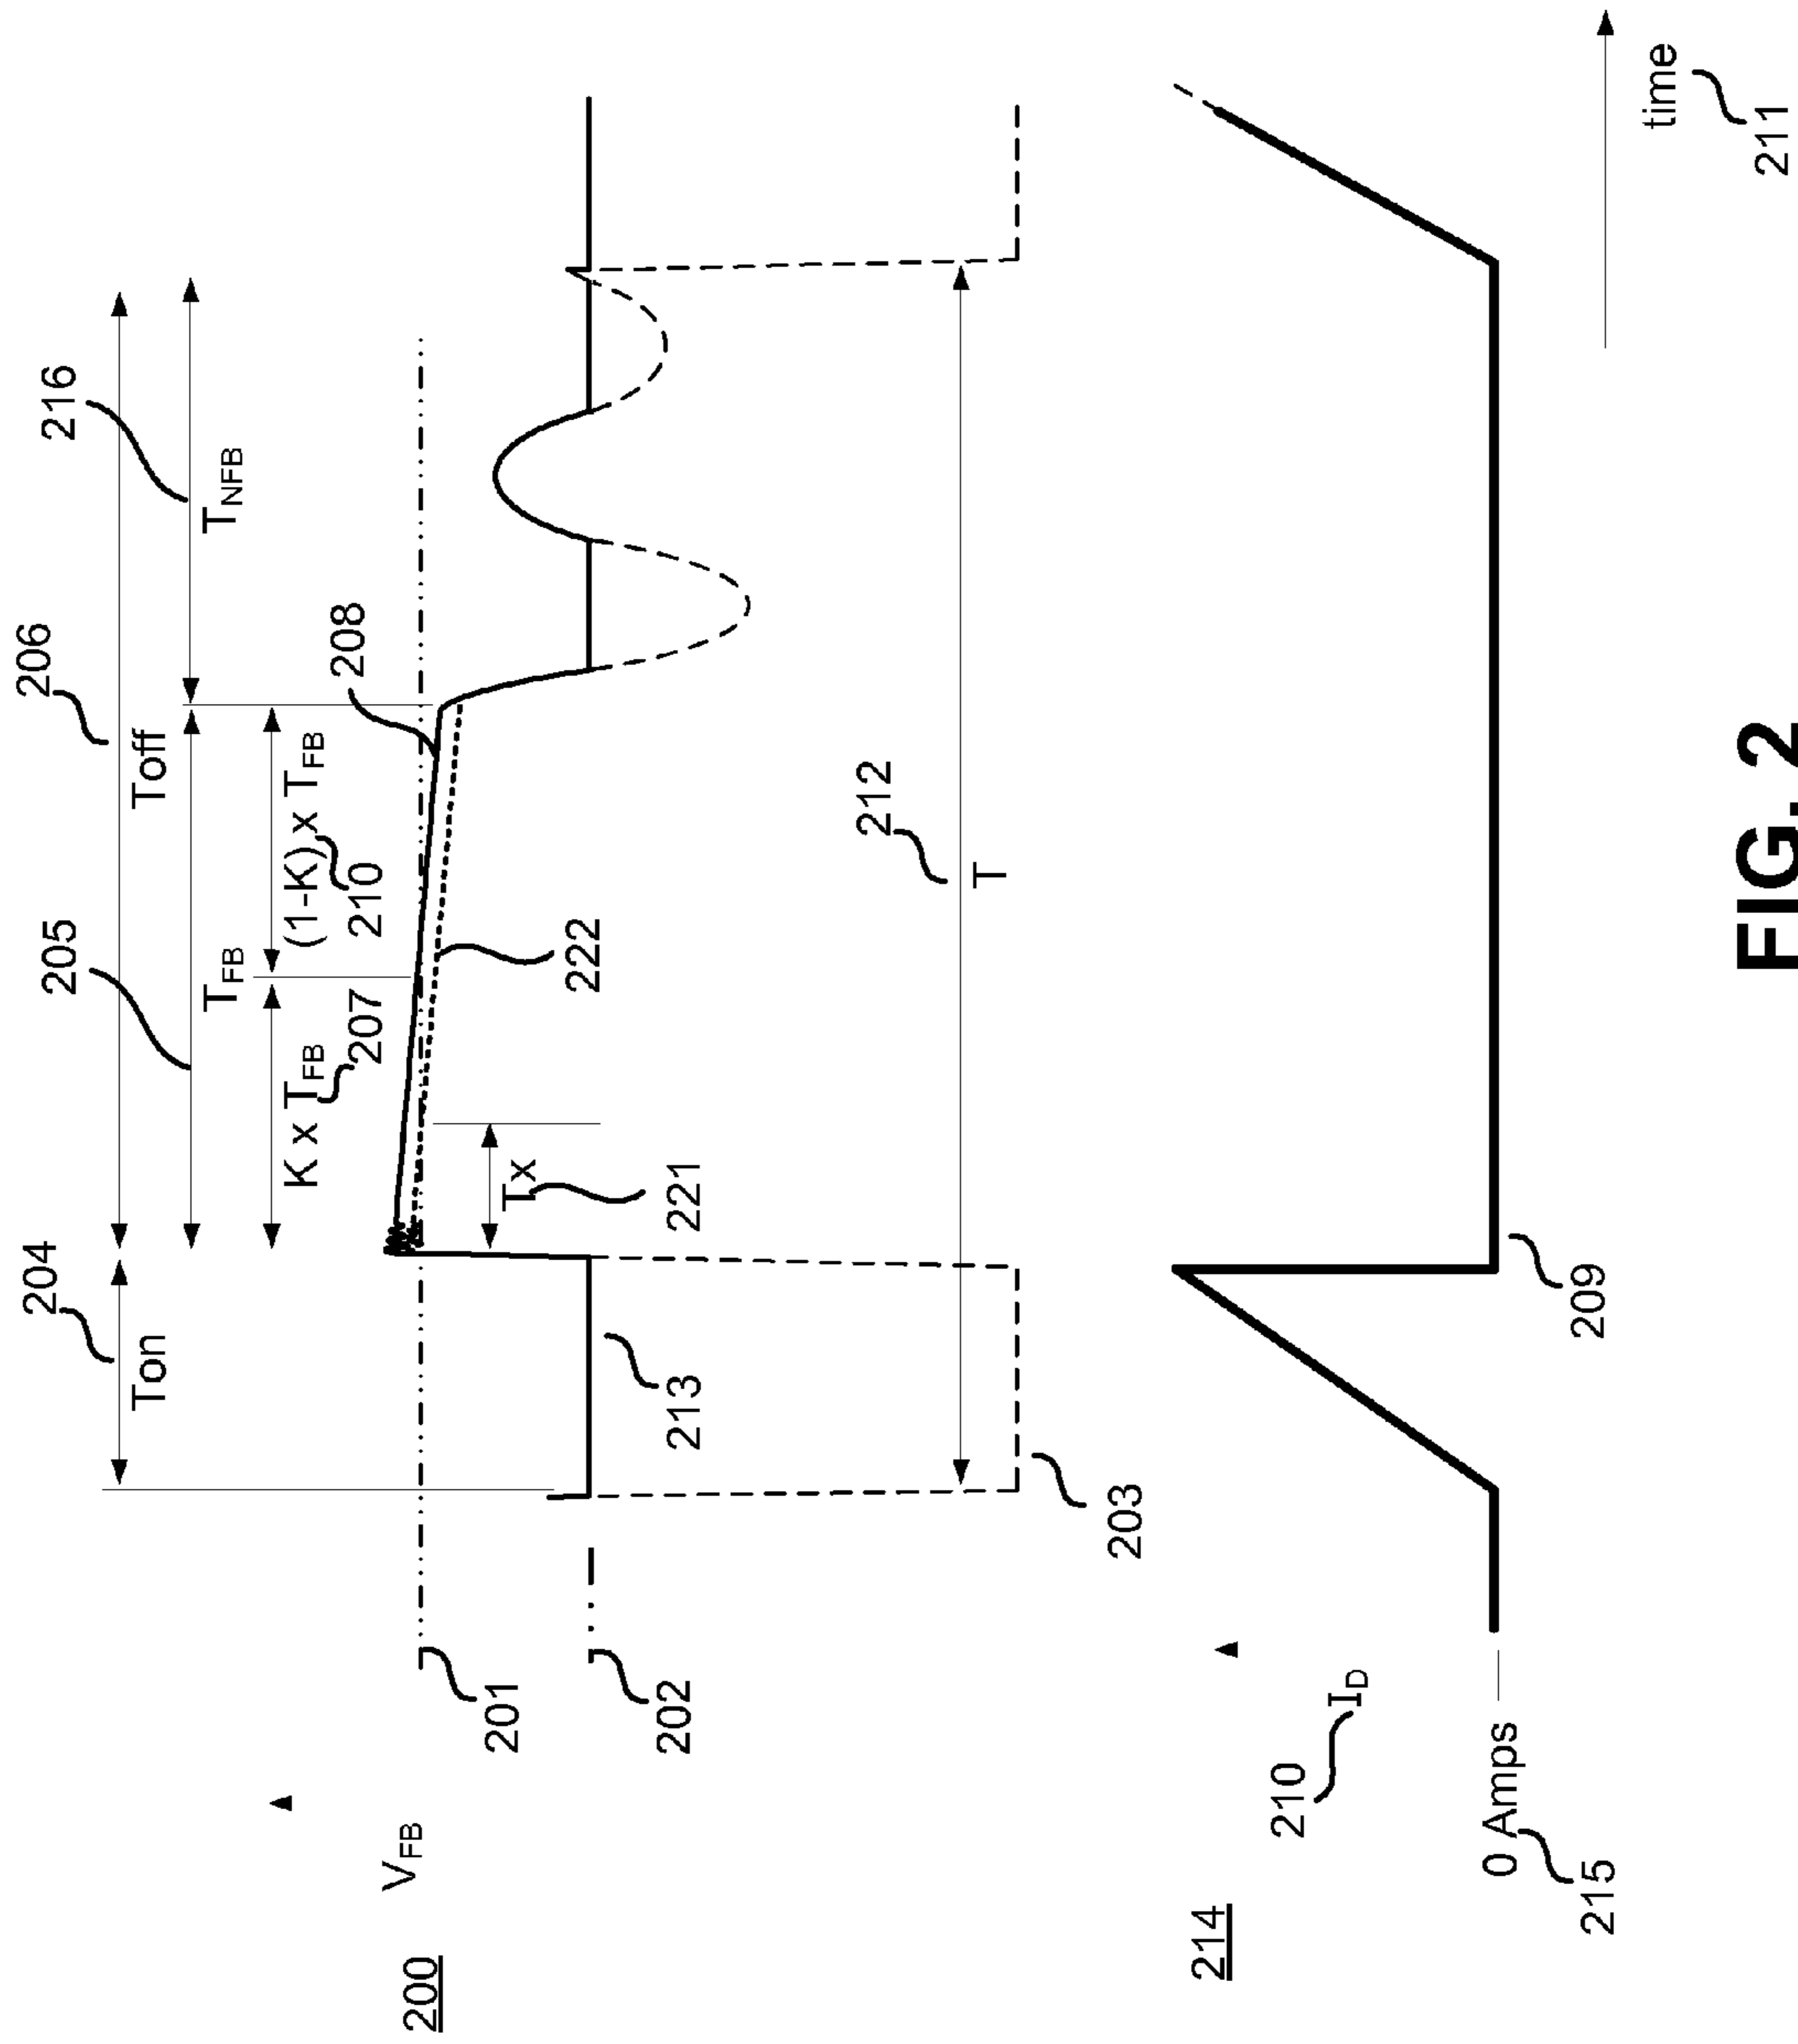 204
205
206
216
Ton
Toff
T_FB
T_NFB
K x T_FB
(1-K) x T_FB
207
210
208
V_FB
200
201
Tx
221
222
202
213
212
T
203
214
210
I_D
209
0 Amps
215
time
211
FIG. 2